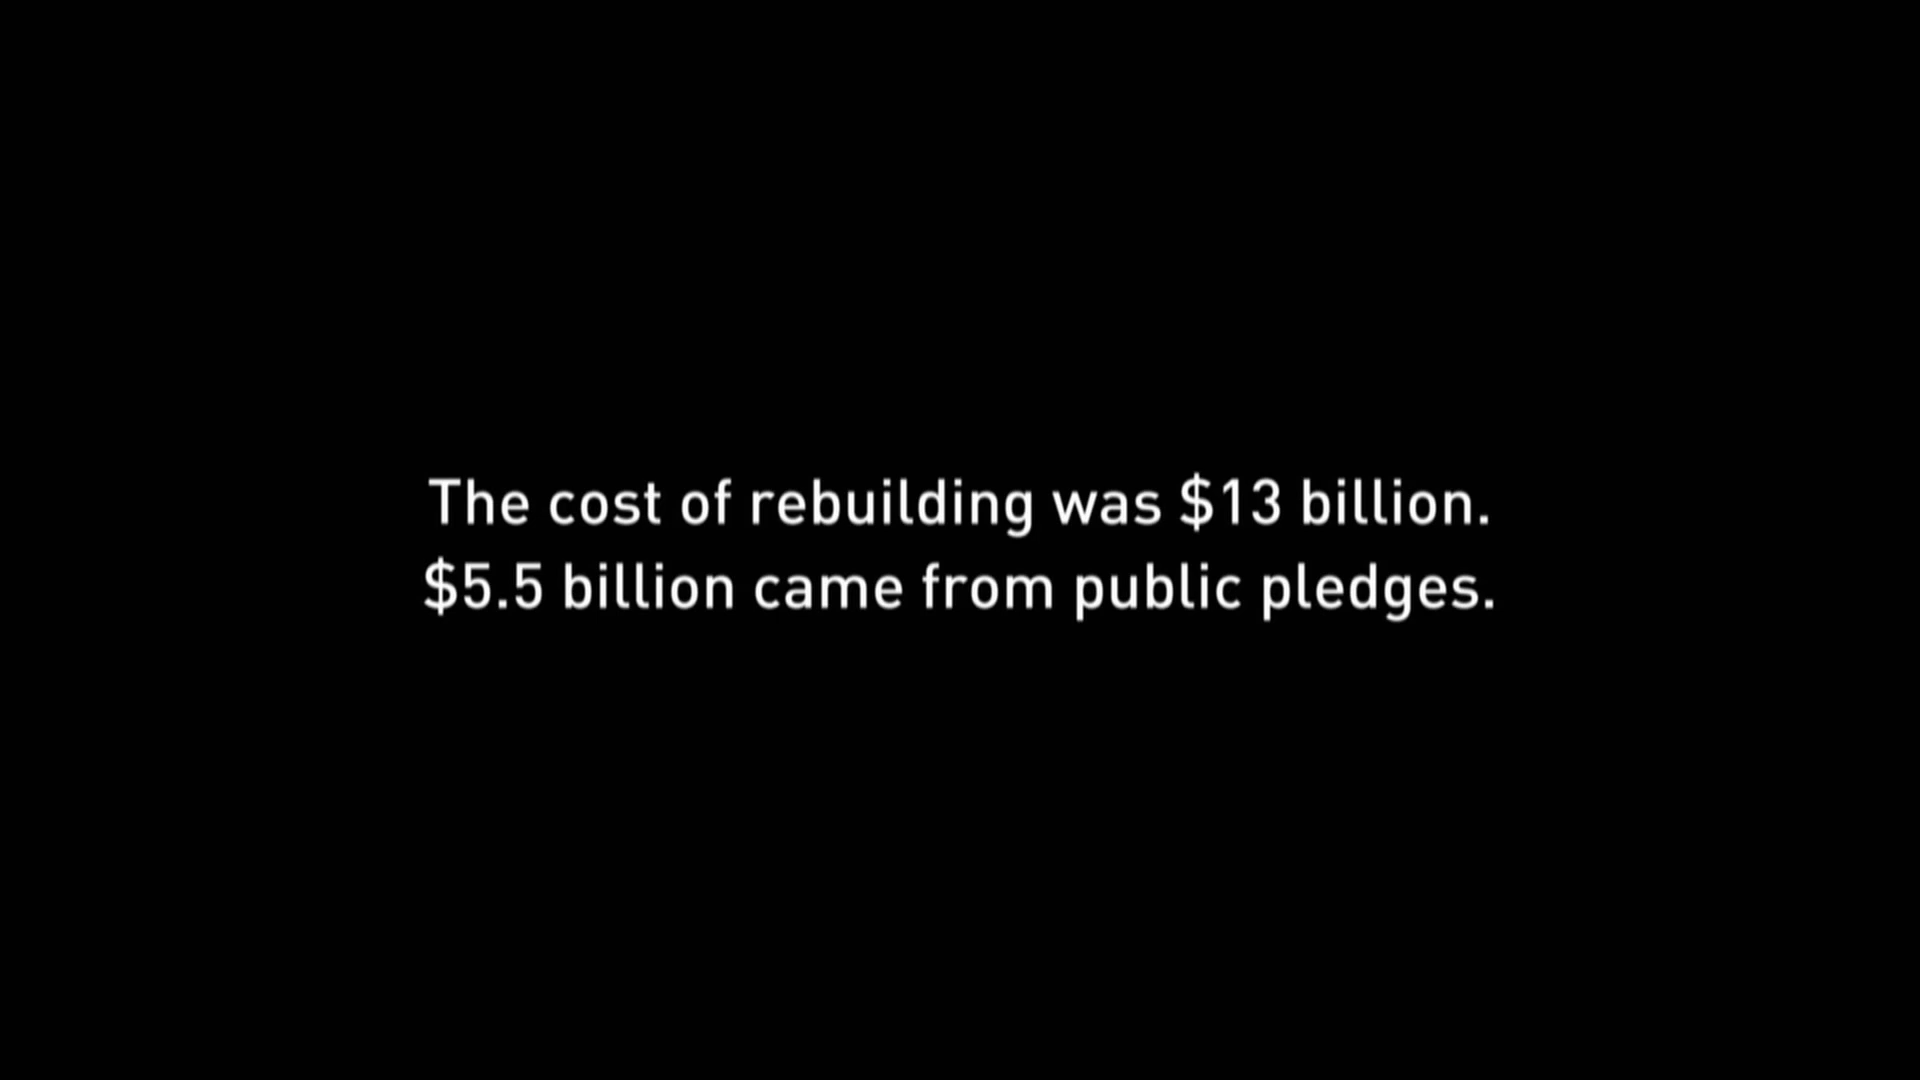 The cost of rebuilding was $13 billion.
$5.5 billion came from public pledges.